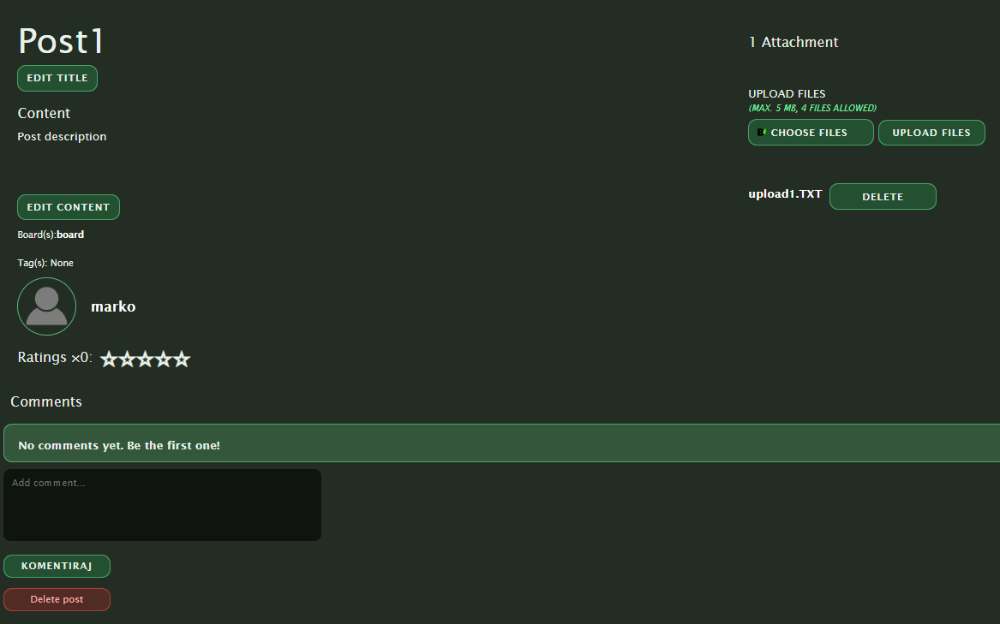 Post1
EDIT TITLE
Content
Post description
EDIT CONTENT
Board(s):board
Tag(s): None
marko
Ratings ×0:
1 Attachment
UPLOAD FILES
(MAX. 5 MB, 4 FILES ALLOWED)
CHOOSE FILES
UPLOAD FILES
upload1.TXT
DELETE
Comments
No comments yet. Be the first one!
Add comment...
KOMENTIRAJ
Delete post